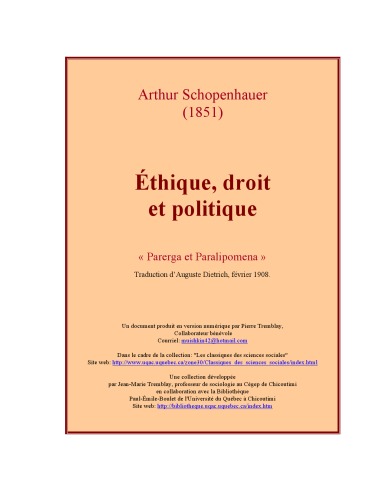 Arthur Schopenhauer
(1851)
Éthique, droit
et politique
« Parerga et Paralipomena »
Traduction d'Auguste Dietrich, février 1908.
Un document produit en version numérique par Pierre Tremblay,
Collaborateur bénévole
Courriel: muishkin42@hotmail.com
Dans le cadre de la collection: "Les classiques des sciences sociales"
Site web: http://www.uqac.uquebec.ca/zone30/Classiques_des_sciences_sociales/index.html
Une collection développée
par Jean-Marie Tremblay, professeur de sociologie au Cégep de Chicoutimi
en collaboration avec la Bibliothèque
Paul-Émile-Boulet de l'Université du Québec à Chicoutimi
Site web: http://bibliotheque.uqac.uquebec.ca/index.htm